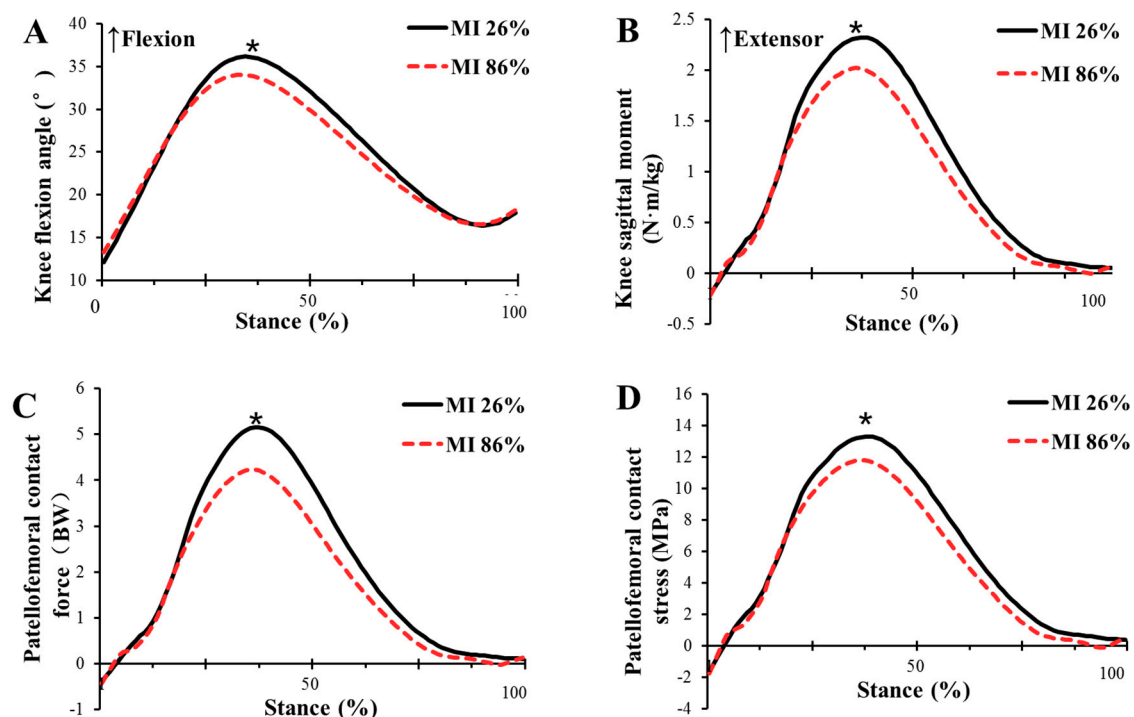 A
↑Flexion
*
MI 26%
MI 86%
Knee flexion angle (°)
40
35
30
25
20
15
10
0
50
100
Stance (%)
B
↑Extensor
*
MI 26%
MI 86%
Knee sagittal moment
(N·m/kg)
2.5
2
1.5
1
0.5
0
-0.5
50
100
Stance (%)
C
*
MI 26%
MI 86%
Patellofemoral contact
force (BW)
6
5
4
3
2
1
0
-1
50
100
Stance (%)
D
*
MI 26%
MI 86%
Patellofemoral contact
stress (MPa)
16
14
12
10
8
6
4
2
0
-2
-4
50
100
Stance (%)